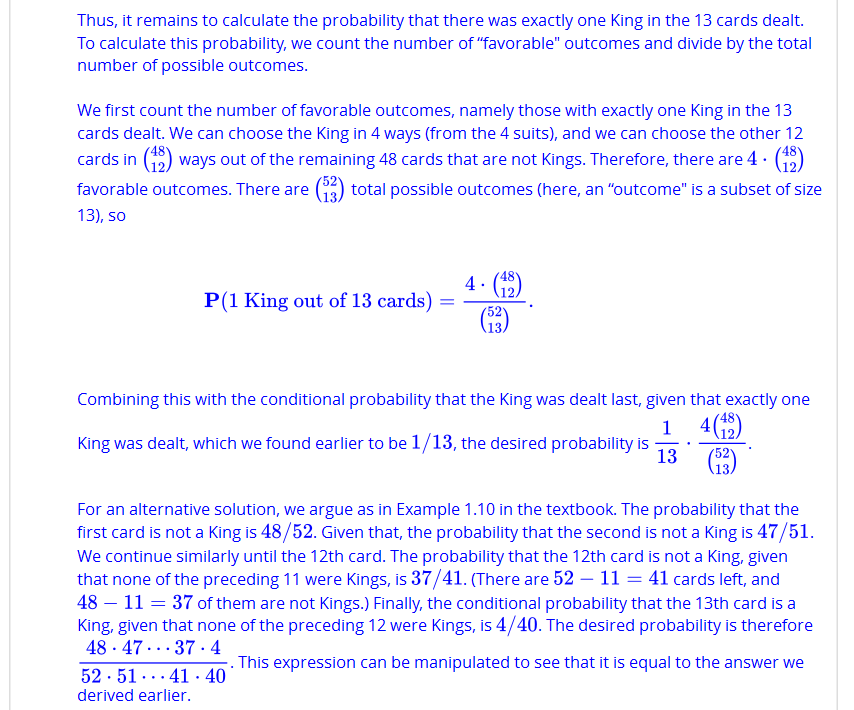 Thus, it remains to calculate the probability that there was exactly one King in the 13 cards dealt.
To calculate this probability, we count the number of “favorable" outcomes and divide by the total
number of possible outcomes.
We first count the number of favorable outcomes, namely those with exactly one King in the 13
cards dealt. We can choose the King in 4 ways (from the 4 suits), and we can choose the other 12
cards in \binom{48}{12} ways out of the remaining 48 cards that are not Kings. Therefore, there are 4 · \binom{48}{12}
favorable outcomes. There are \binom{52}{13} total possible outcomes (here, an “outcome" is a subset of size
13), so
P(1 King out of 13 cards) = \frac{4 · \binom{48}{12}}{\binom{52}{13}}.
Combining this with the conditional probability that the King was dealt last, given that exactly one
King was dealt, which we found earlier to be 1/13, the desired probability is \frac{1}{13} · \frac{4\binom{48}{12}}{\binom{52}{13}}.
For an alternative solution, we argue as in Example 1.10 in the textbook. The probability that the
first card is not a King is 48/52. Given that, the probability that the second is not a King is 47/51.
We continue similarly until the 12th card. The probability that the 12th card is not a King, given
that none of the preceding 11 were Kings, is 37/41. (There are 52 − 11 = 41 cards left, and
48 − 11 = 37 of them are not Kings.) Finally, the conditional probability that the 13th card is a
King, given that none of the preceding 12 were Kings, is 4/40. The desired probability is therefore
\frac{48 · 47 ··· 37 · 4}{52 · 51 ··· 41 · 40}. This expression can be manipulated to see that it is equal to the answer we
derived earlier.